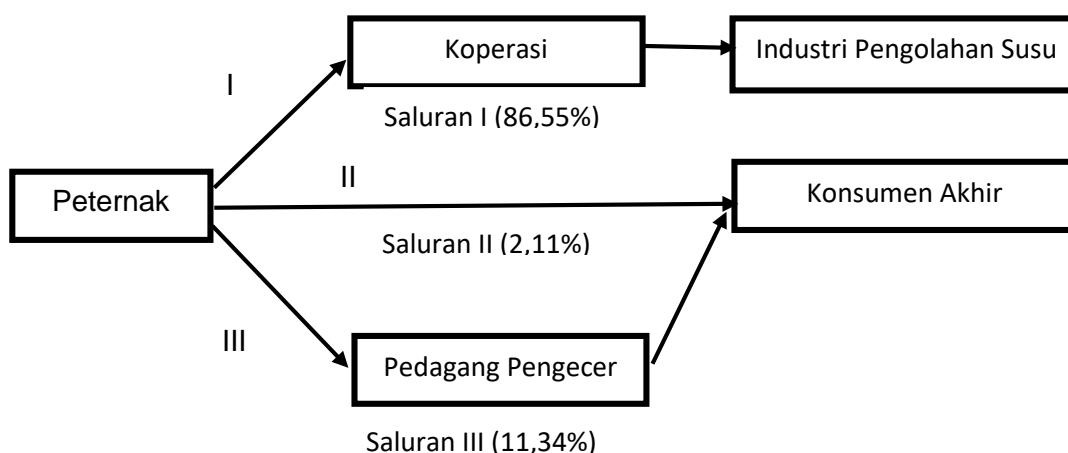 Koperasi
Industri Pengolahan Susu
I
Saluran I (86,55%)
II
Peternak
Konsumen Akhir
Saluran II (2,11%)
III
Pedagang Pengecer
Saluran III (11,34%)